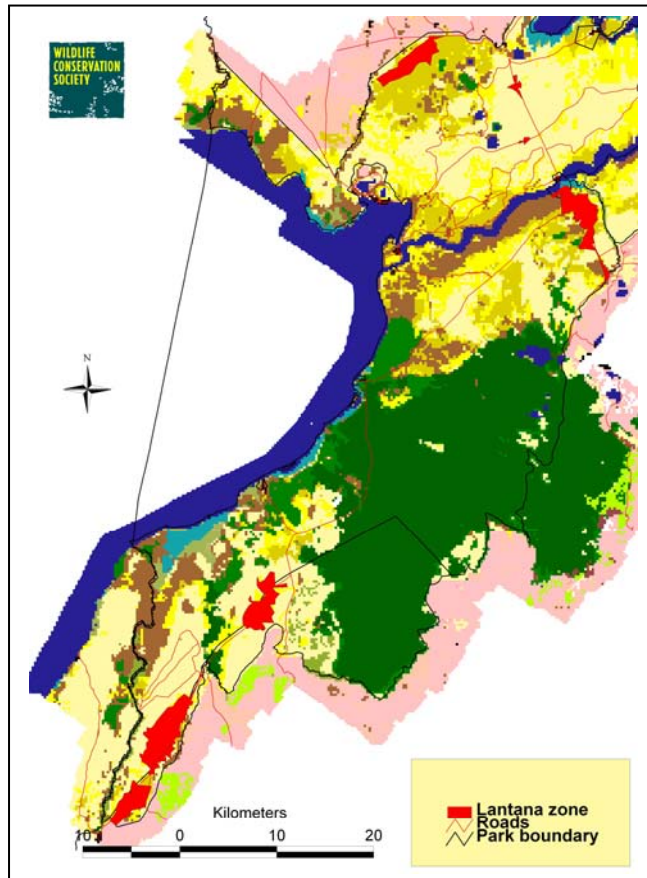 WILDLIFE
CONSERVATION
SOCIETY
N
Kilometers
10 0 10 20
Lantana zone
Roads
Park boundary